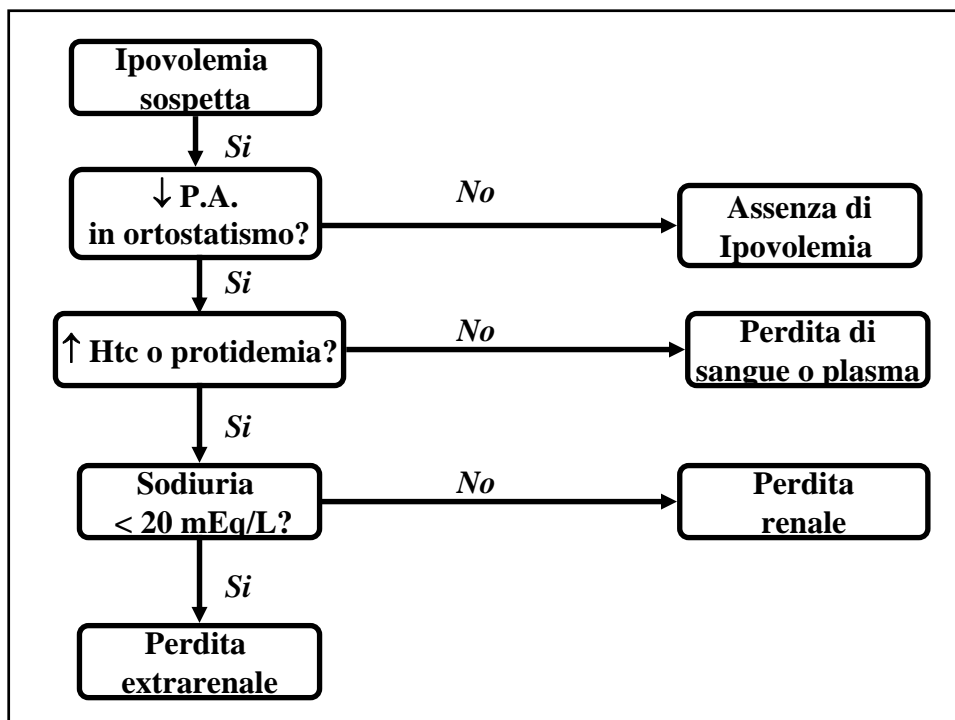 Ipovolemia
sospetta
Si
↓ P.A.
in ortostatismo?
No
Assenza di
Ipovolemia
Si
↑ Htc o protidemia?
No
Perdita di
sangue o plasma
Si
Sodiuria
< 20 mEq/L?
No
Perdita
renale
Si
Perdita
extrarenale